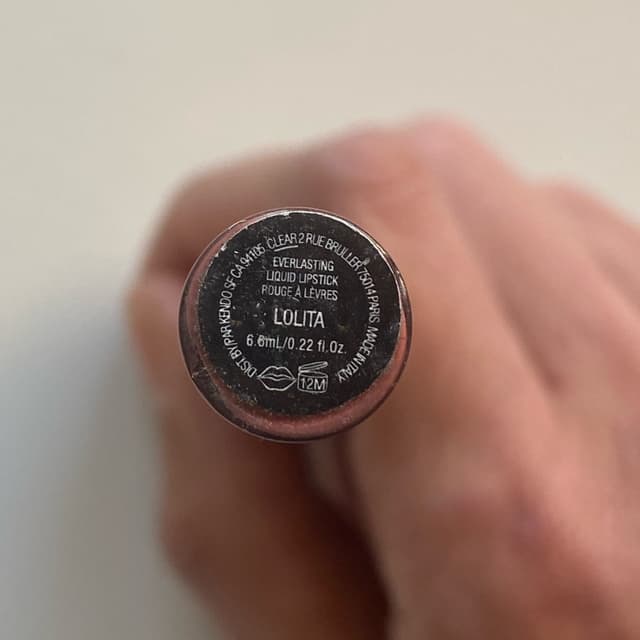 DIST. BY/PAR KENDO SF CA 94105. CLEAR 2 RUE BRULLER 75014 PARIS. MADE IN ITALY.
EVERLASTING
LIQUID LIPSTICK
ROUGE À LÈVRES
LOLITA
6.6mL/0.22 fl.Oz.
12M